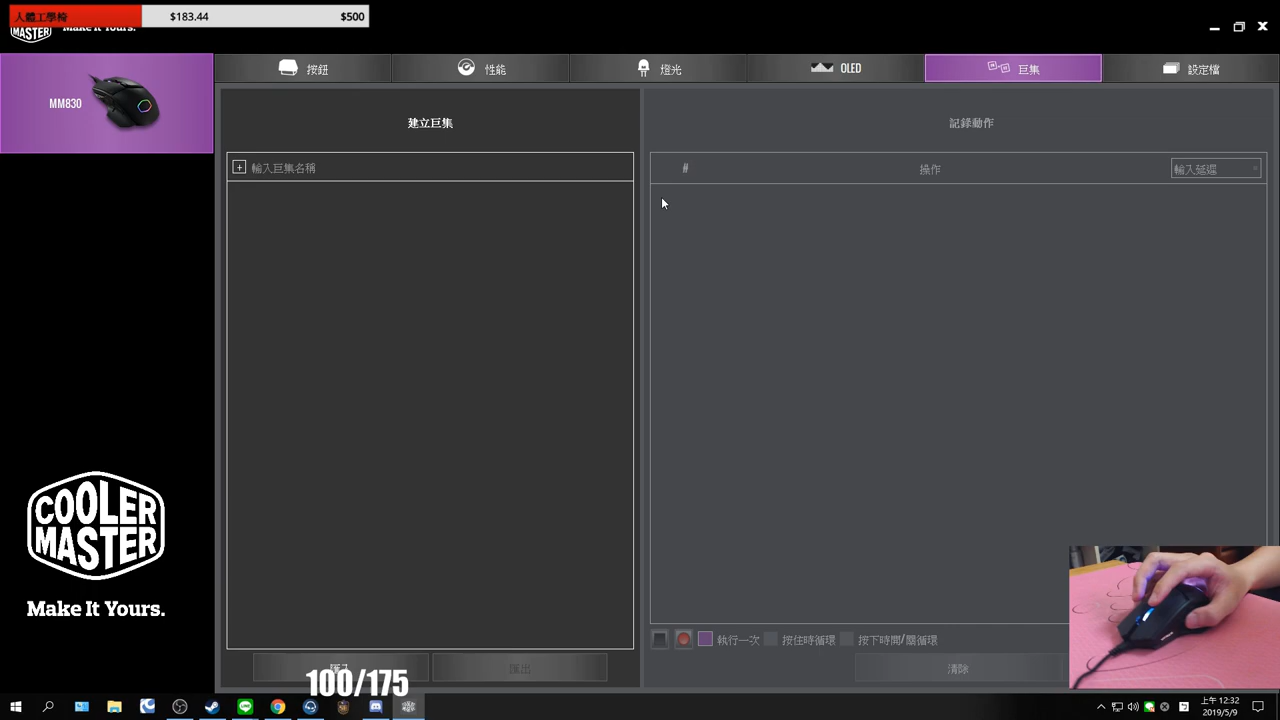 人體工學椅 $183.44 $500
MASTER Make It Yours.
MM830
按鈕 性能 燈光 OLED 巨集 設定檔
建立巨集
輸入巨集名稱
記錄動作
# 操作 輸入延遲
COOLER
MASTER
Make It Yours.
執行一次 按住時循環 按下時開/關循環
匯入 匯出 清除
100/175
上午 12:32
2019/5/9